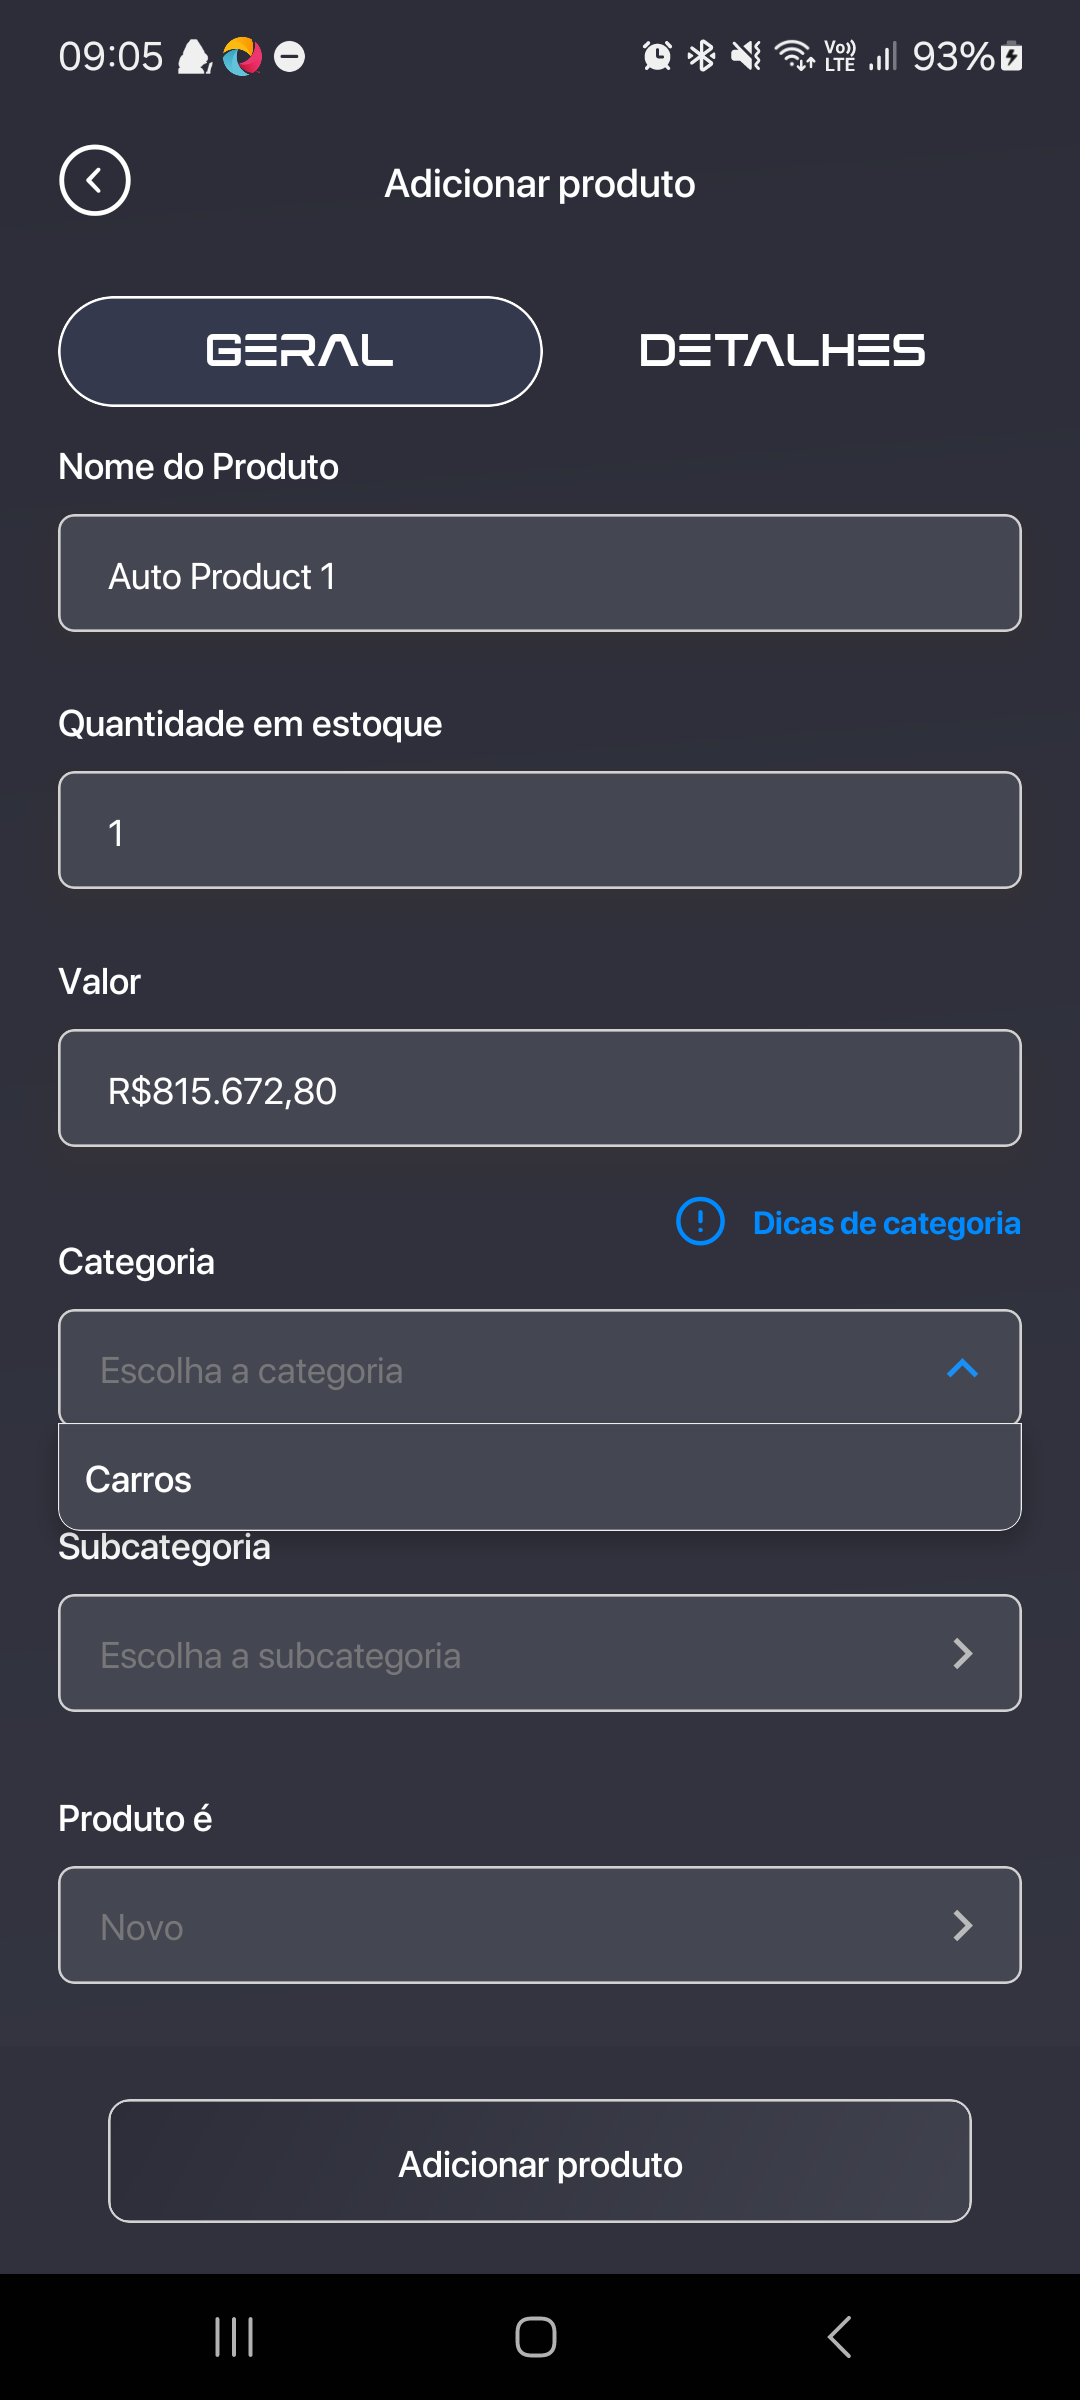 09:05
Vo)) LTE 93%
Adicionar produto
GERAL
DETALHES
Nome do Produto
Auto Product 1
Quantidade em estoque
1
Valor
R$815.672,80
Dicas de categoria
Categoria
Escolha a categoria
Carros
Subcategoria
Escolha a subcategoria
Produto é
Novo
Adicionar produto